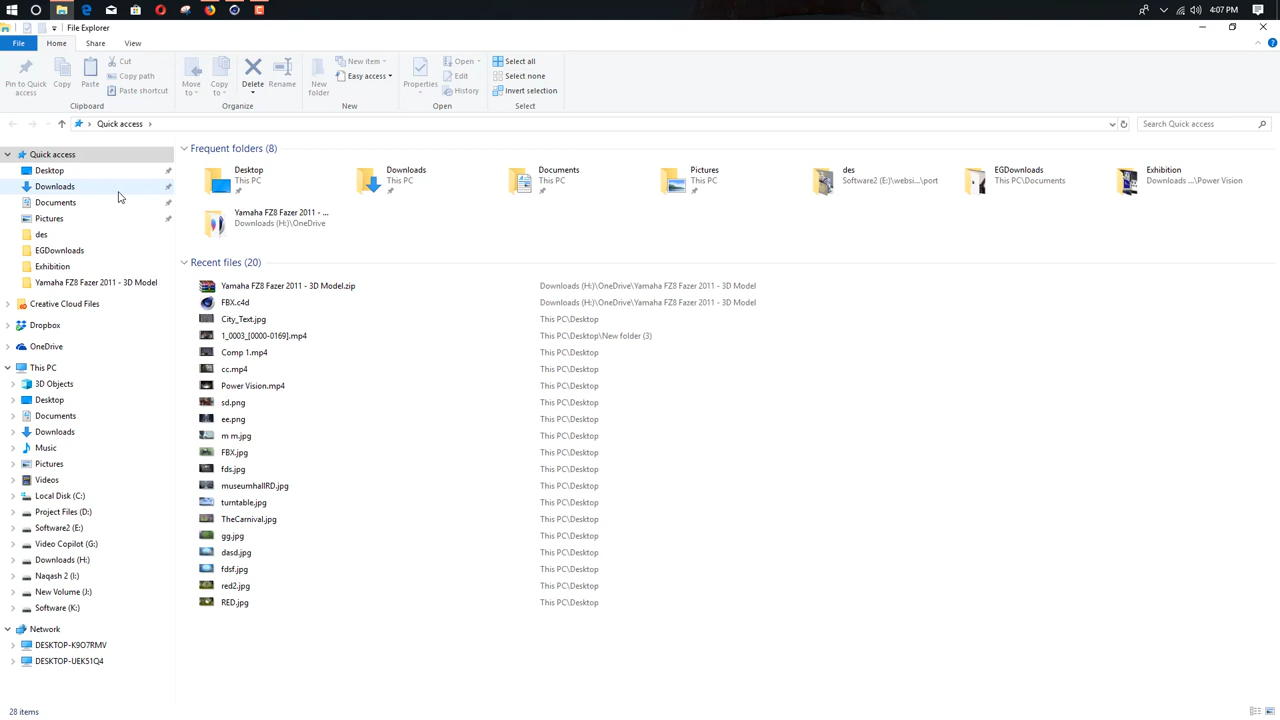 4:07 PM
File Explorer
File Home Share View
Pin to Quick access
Copy
Paste
Cut
Copy path
Paste shortcut
Clipboard
Move to
Copy to
Delete
Rename
Organize
New folder
New item
Easy access
New
Properties
Open
Edit
History
Open
Select all
Select none
Invert selection
Select
Quick access
Search Quick access
Quick access
Desktop
Downloads
Documents
Pictures
des
EGDownloads
Exhibition
Yamaha FZ8 Fazer 2011 - 3D Model
Creative Cloud Files
Dropbox
OneDrive
This PC
3D Objects
Desktop
Documents
Downloads
Music
Pictures
Videos
Local Disk (C:)
Project Files (D:)
Software2 (E:)
Video Copilot (G:)
Downloads (H:)
Naqash 2 (I:)
New Volume (J:)
Software (K:)
Network
DESKTOP-K9O7RMV
DESKTOP-UEK51Q4
Frequent folders (8)
Desktop
This PC
Downloads
This PC
Documents
This PC
Pictures
This PC
des
Software2 (E:)\websi...\port
EGDownloads
This PC\Documents
Exhibition
Downloads ...\Power Vision
Yamaha FZ8 Fazer 2011 - ...
Downloads (H:)\OneDrive
Recent files (20)
Yamaha FZ8 Fazer 2011 - 3D Model.zip Downloads (H:)\OneDrive\Yamaha FZ8 Fazer 2011 - 3D Model
FBX.c4d Downloads (H:)\OneDrive\Yamaha FZ8 Fazer 2011 - 3D Model
City_Text.jpg This PC\Desktop
1_0003_[0000-0169].mp4 This PC\Desktop\New folder (3)
Comp 1.mp4 This PC\Desktop
cc.mp4 This PC\Desktop
Power Vision.mp4 This PC\Desktop
sd.png This PC\Desktop
ee.png This PC\Desktop
m m.jpg This PC\Desktop
FBX.jpg This PC\Desktop
fds.jpg This PC\Desktop
museumhallRD.jpg This PC\Desktop
turntable.jpg This PC\Desktop
TheCarnival.jpg This PC\Desktop
gg.jpg This PC\Desktop
dasd.jpg This PC\Desktop
fdsf.jpg This PC\Desktop
red2.jpg This PC\Desktop
RED.jpg This PC\Desktop
28 items